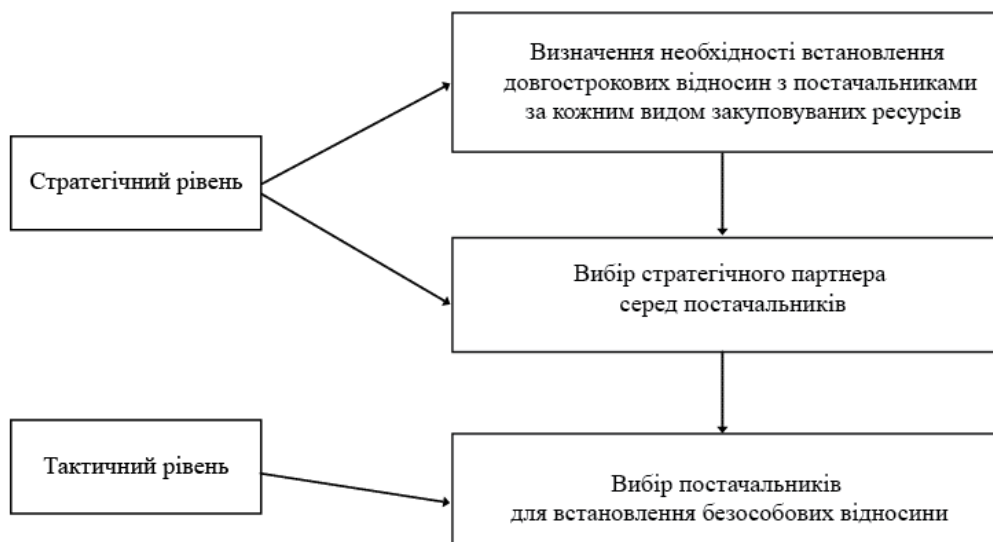 Визначення необхідності встановлення
довгострокових відносин з постачальниками
за кожним видом закуповуваних ресурсів
Стратегічний рівень
Вибір стратегічного партнера
серед постачальників
Тактичний рівень
Вибір постачальників
для встановлення безособових відносини